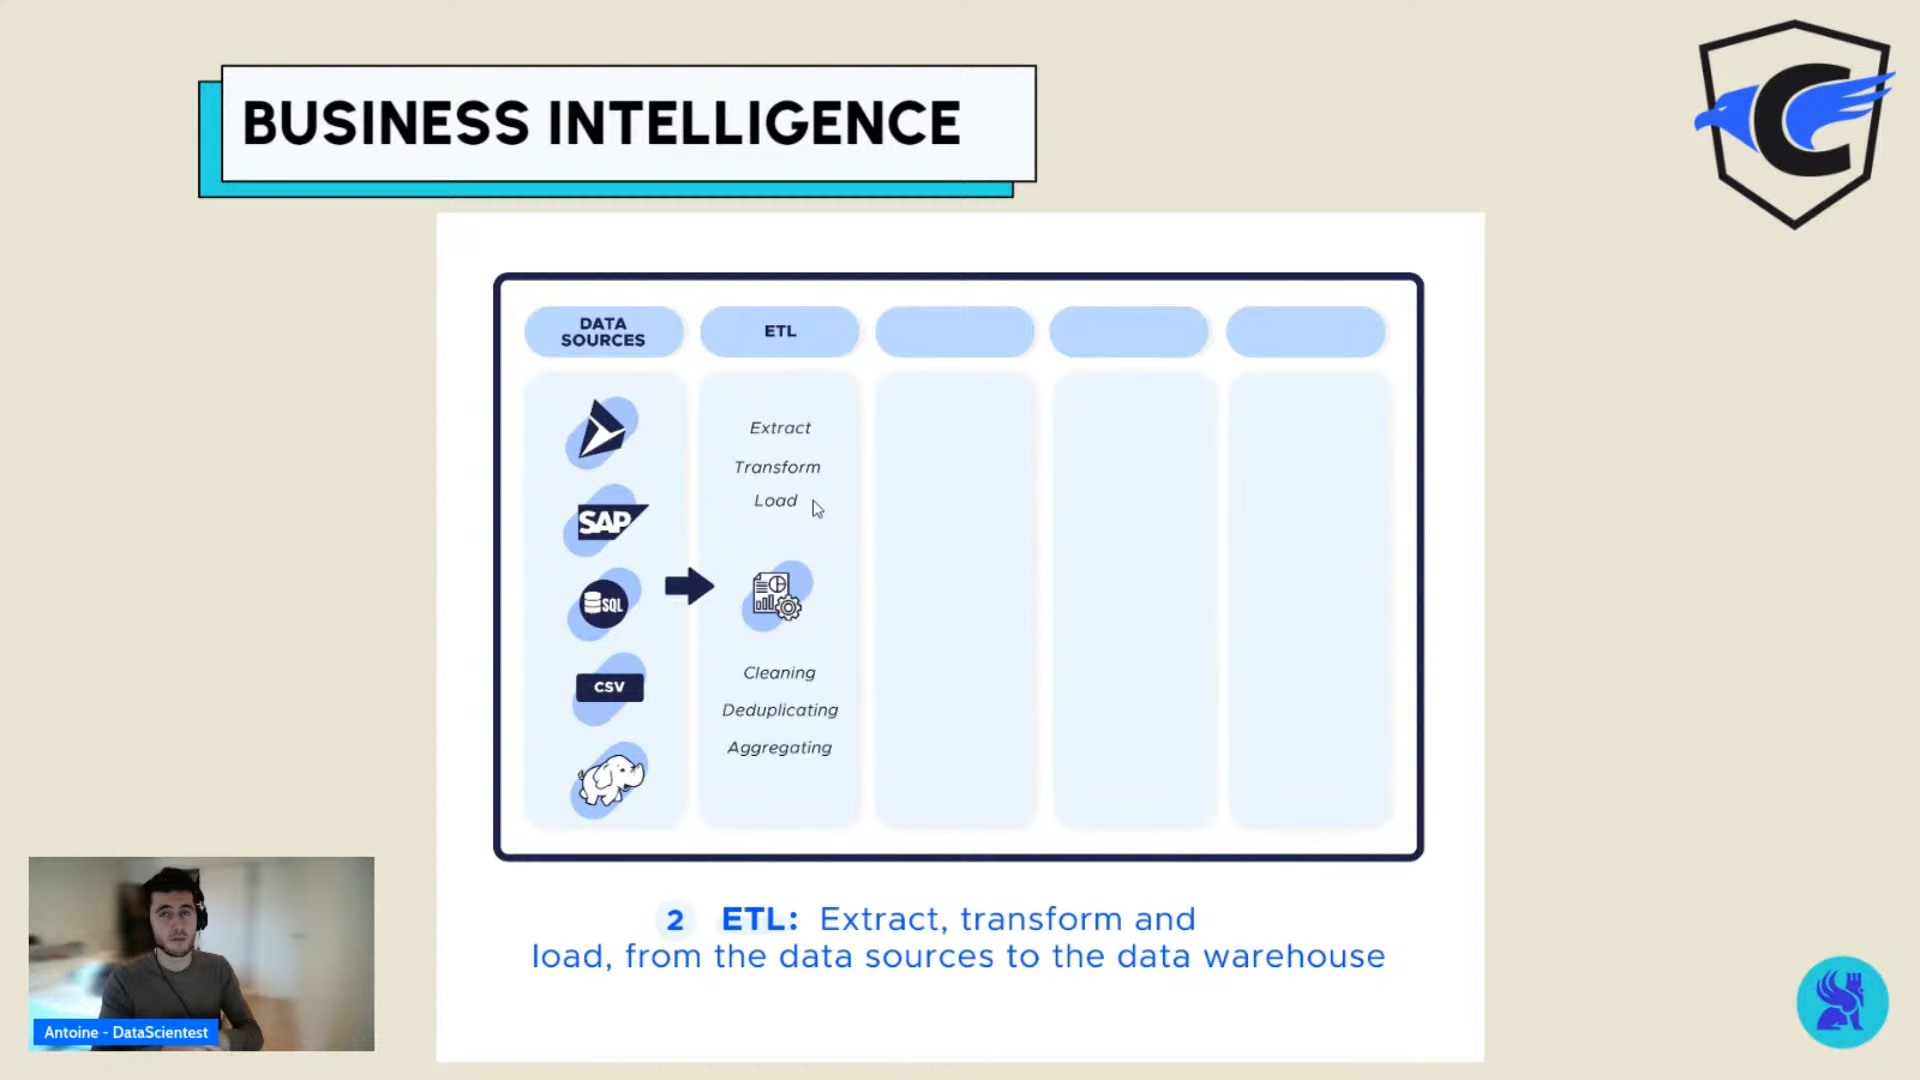 BUSINESS INTELLIGENCE
C
DATA
SOURCES
ETL
Extract
Transform
Load
SAP
SQL
CSV
Cleaning
Deduplicating
Aggregating
2 ETL: Extract, transform and
load, from the data sources to the data warehouse
Antoine - DataScientest